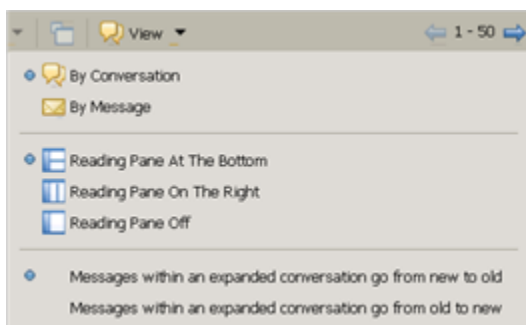 View 1 - 50
By Conversation
By Message
Reading Pane At The Bottom
Reading Pane On The Right
Reading Pane Off
Messages within an expanded conversation go from new to old
Messages within an expanded conversation go from old to new